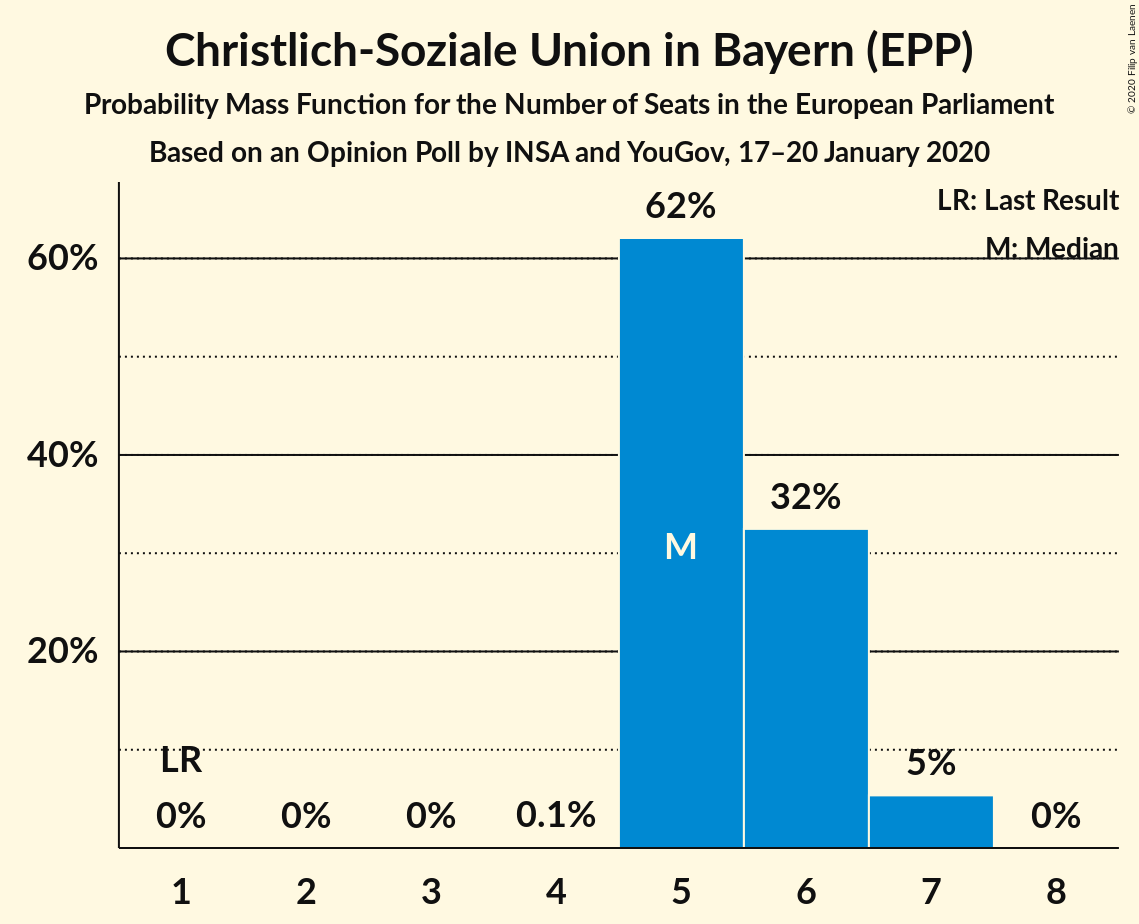 Christlich-Soziale Union in Bayern (EPP)
Probability Mass Function for the Number of Seats in the European Parliament
Based on an Opinion Poll by INSA and YouGov, 17–20 January 2020
© 2020 Filip van Laenen
LR: Last Result
M: Median
62%
60%
40%
32%
M
20%
LR
5%
0%
0%
0%
0.1%
0%
1
2
3
4
5
6
7
8